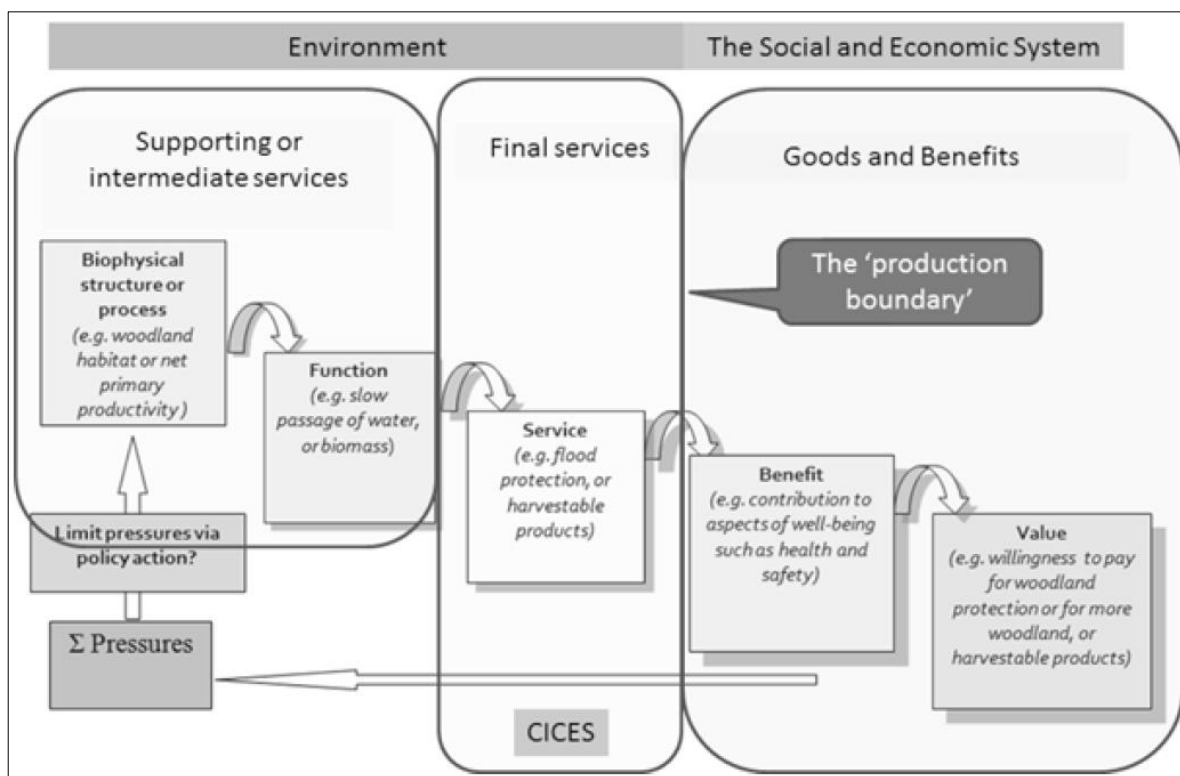 Environment
The Social and Economic System
Supporting or
intermediate services
Final services
Goods and Benefits
The ‘production
boundary’
Biophysical
structure or
process
(e.g. woodland
habitat or net
primary
productivity )
Function
(e.g. slow
passage of water,
or biomass)
Service
(e.g. flood
protection, or
harvestable
products)
Benefit
(e.g. contribution to
aspects of well-being
such as health and
safety)
Value
(e.g. willingness to pay
for woodland
protection or for more
woodland, or
harvestable products)
Limit pressures via
policy action?
Σ Pressures
CICES